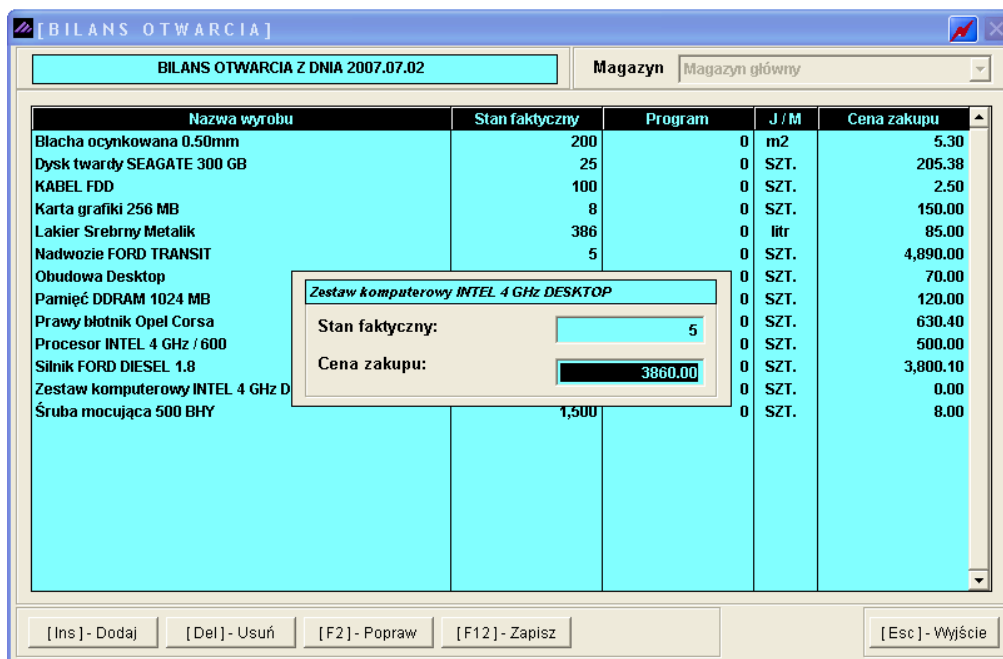 [BILANS OTWARCIA]
BILANS OTWARCIA Z DNIA 2007.07.02 Magazyn Magazyn główny
Nazwa wyrobu Stan faktyczny Program J / M Cena zakupu
Blacha ocynkowana 0.50mm 200 0 m2 5.30
Dysk twardy SEAGATE 300 GB 25 0 SZT. 205.38
KABEL FDD 100 0 SZT. 2.50
Karta grafiki 256 MB 8 0 SZT. 150.00
Lakier Srebrny Metalik 386 0 litr 85.00
Nadwozie FORD TRANSIT 5 0 SZT. 4,890.00
Obudowa Desktop 0 SZT. 70.00
Pamięć DDRAM 1024 MB 0 SZT. 120.00
Prawy błotnik Opel Corsa 0 SZT. 630.40
Procesor INTEL 4 GHz / 600 0 SZT. 500.00
Silnik FORD DIESEL 1.8 0 SZT. 3,800.10
Zestaw komputerowy INTEL 4 GHz D 0 SZT. 0.00
Śruba mocująca 500 BHY 1,500 0 SZT. 8.00
Zestaw komputerowy INTEL 4 GHz DESKTOP
Stan faktyczny: 5
Cena zakupu: 3860.00
[Ins]- Dodaj [Del]- Usuń [F2]- Popraw [F12]- Zapisz [Esc]- Wyjście